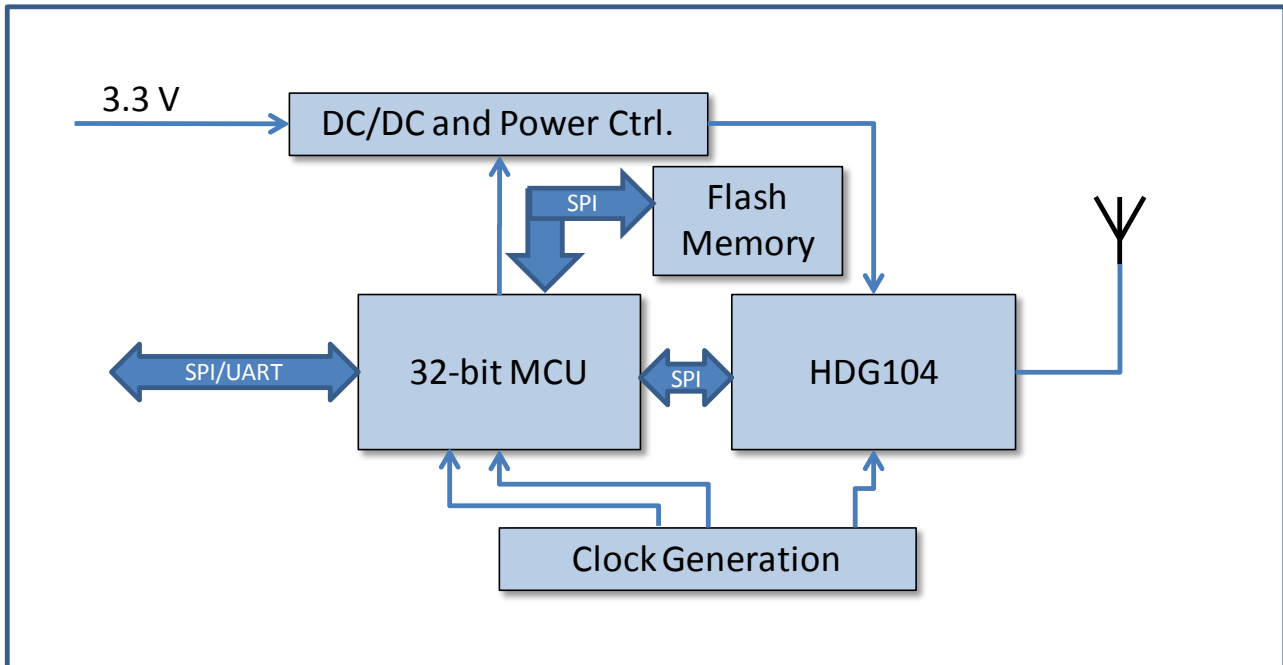 3.3 V
DC/DC and Power Ctrl.
SPI
Flash
Memory
SPI/UART
32-bit MCU
SPI
HDG104
Clock Generation